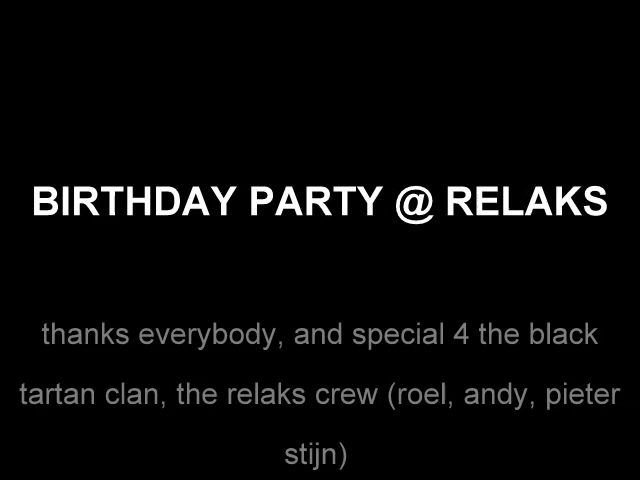 BIRTHDAY PARTY @ RELAKS
thanks everybody, and special 4 the black
tartan clan, the relaks crew (roel, andy, pieter
stijn)